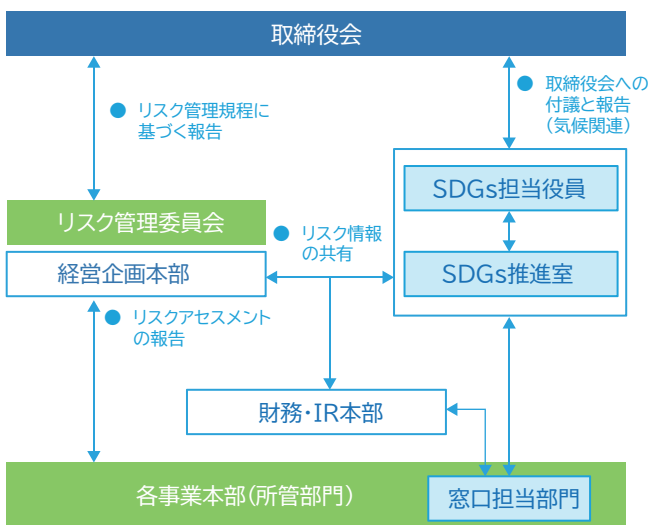 取締役会
● リスク管理規程に
基づく報告
● 取締役会への
付議と報告
(気候関連)
SDGs担当役員
リスク管理委員会
● リスク情報
の共有
経営企画本部
SDGs推進室
● リスクアセスメント
の報告
財務・IR本部
各事業本部(所管部門)
窓口担当部門